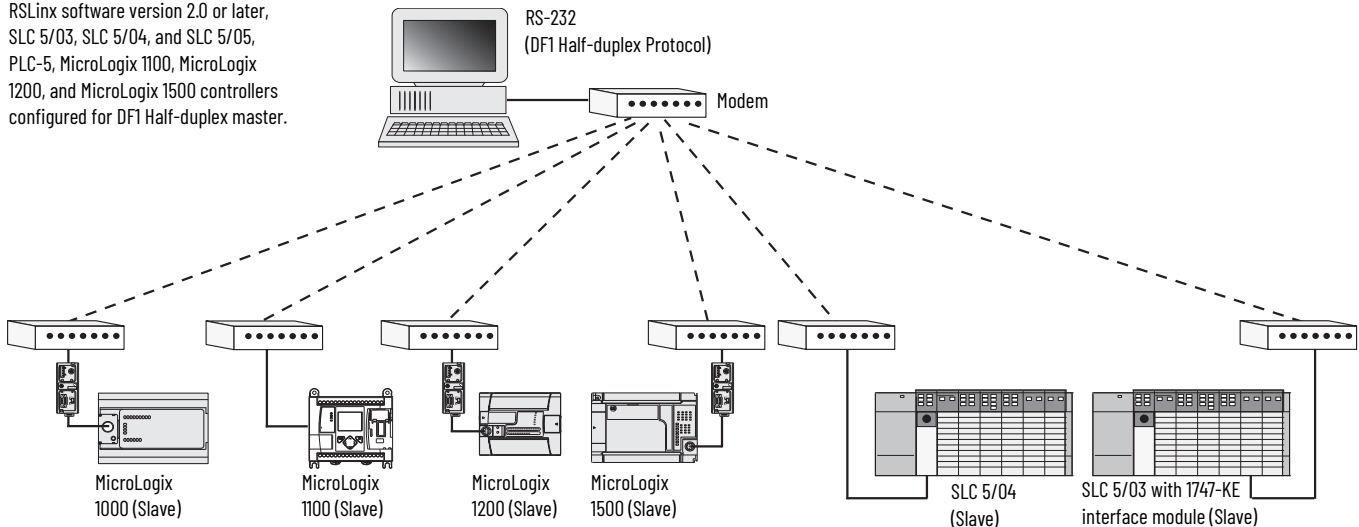 RSLinx software version 2.0 or later,
SLC 5/03, SLC 5/04, and SLC 5/05,
PLC-5, MicroLogix 1100, MicroLogix
1200, and MicroLogix 1500 controllers
configured for DF1 Half-duplex master.
RS-232
(DF1 Half-duplex Protocol)
Modem
MicroLogix
1000 (Slave)
MicroLogix
1100 (Slave)
MicroLogix
1200 (Slave)
MicroLogix
1500 (Slave)
SLC 5/04
(Slave)
SLC 5/03 with 1747-KE
interface module (Slave)